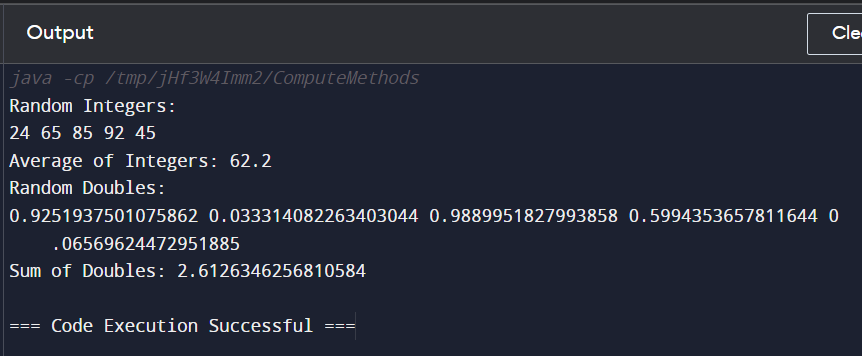 Output
Cle
java -cp /tmp/jHf3W4Imm2/ComputeMethods
Random Integers:
24 65 85 92 45
Average of Integers: 62.2
Random Doubles:
0.9251937501075862 0.033314082263403044 0.9889951827993858 0.5994353657811644 0
.06569624472951885
Sum of Doubles: 2.6126346256810584
=== Code Execution Successful ===